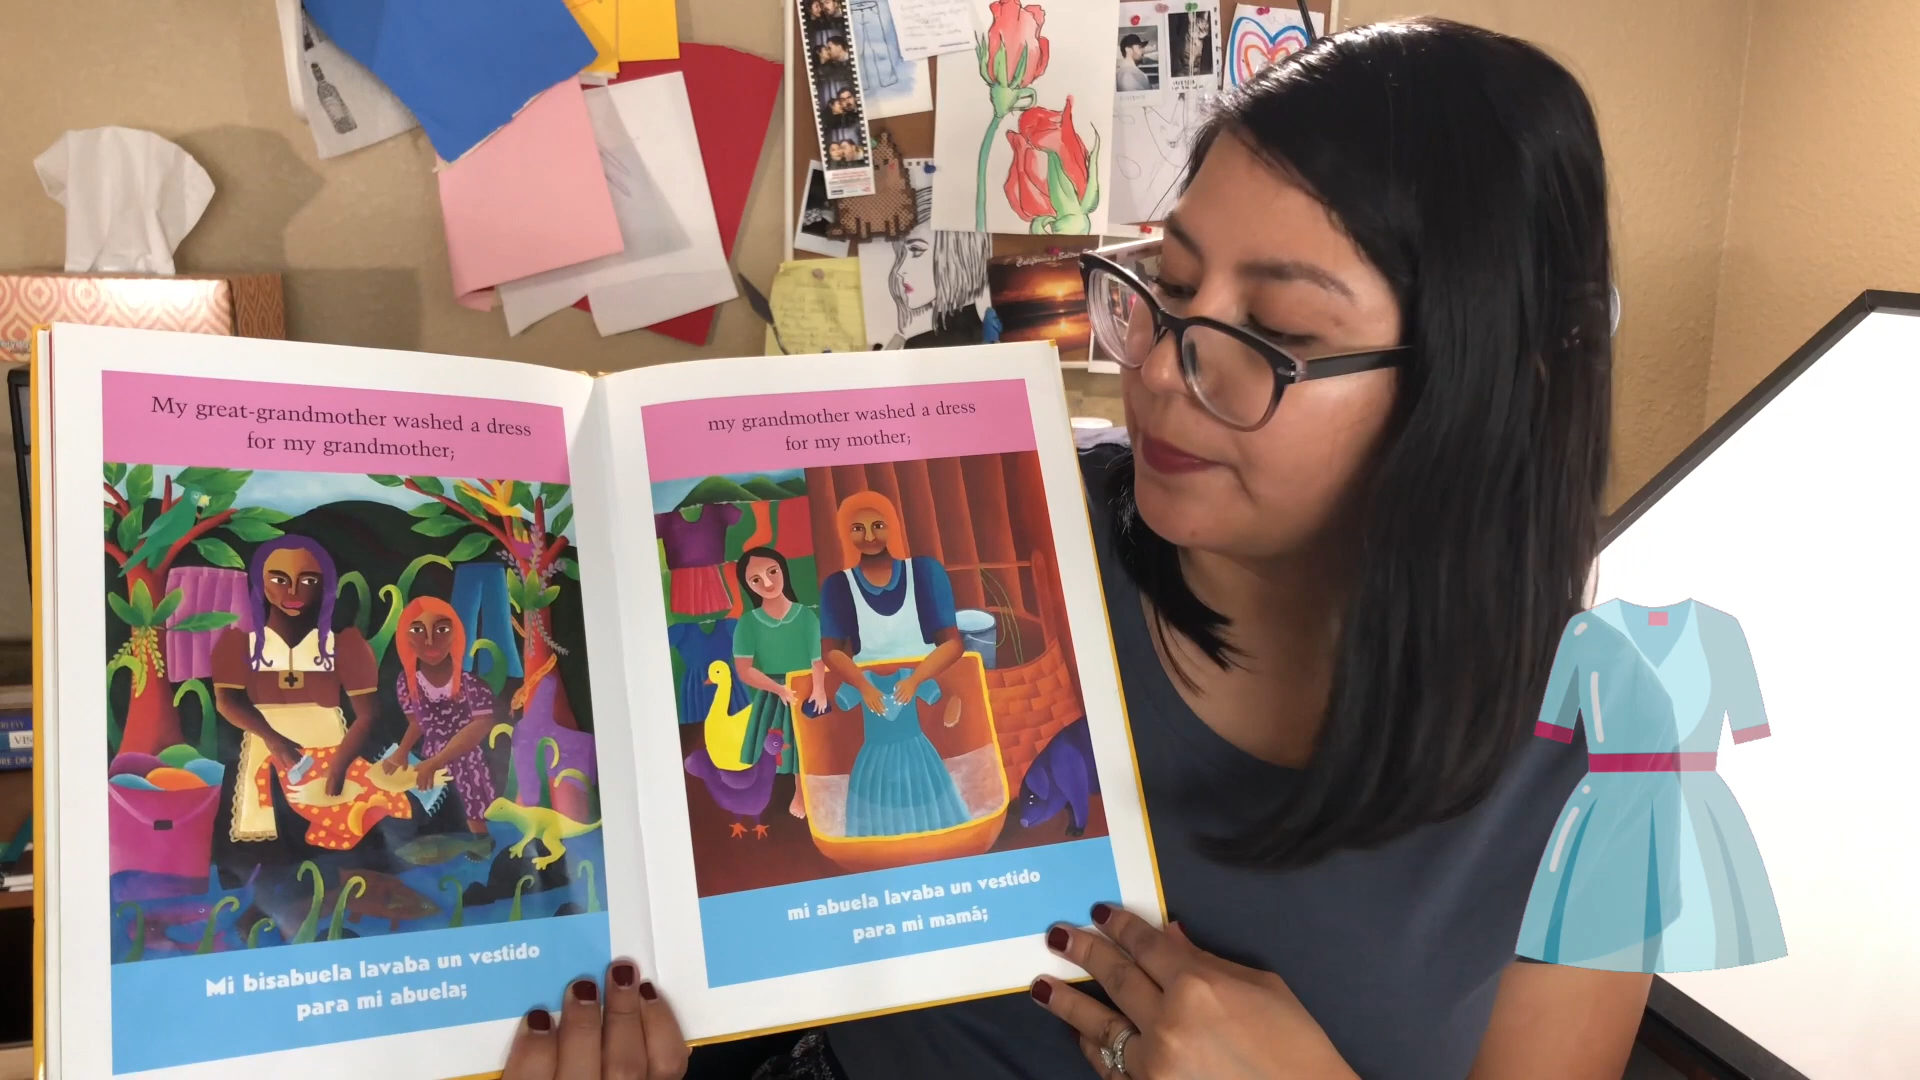 My great-grandmother washed a dress
for my grandmother;
Mi bisabuela lavaba un vestido
para mi abuela;
my grandmother washed a dress
for my mother;
mi abuela lavaba un vestido
para mi mamá;